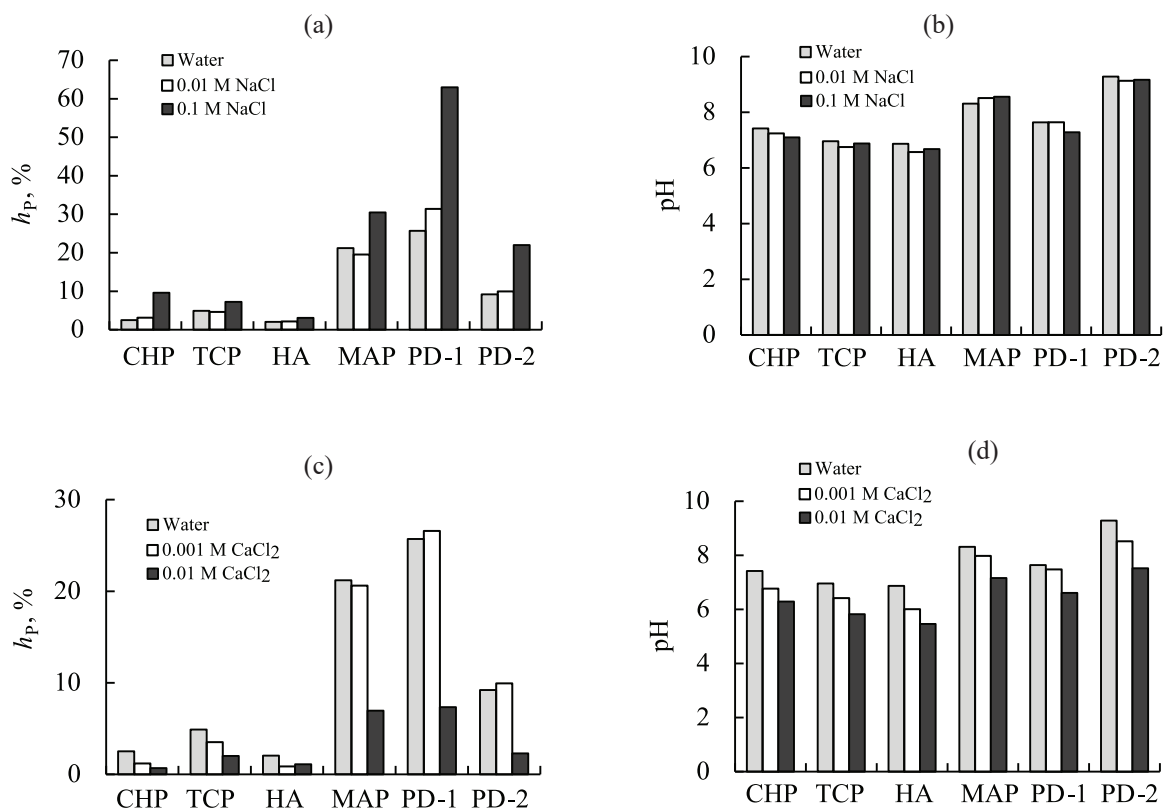 (a)
70
60
50
40
30
20
10
0
h_P, %
Water
0.01 M NaCl
0.1 M NaCl
CHP TCP HA MAP PD-1 PD-2
(b)
10
8
6
4
2
0
pH
Water
0.01 M NaCl
0.1 M NaCl
CHP TCP HA MAP PD-1 PD-2
(c)
30
20
10
0
h_P, %
Water
0.001 M CaCl2
0.01 M CaCl2
CHP TCP HA MAP PD-1 PD-2
(d)
10
8
6
4
2
0
pH
Water
0.001 M CaCl2
0.01 M CaCl2
CHP TCP HA MAP PD-1 PD-2